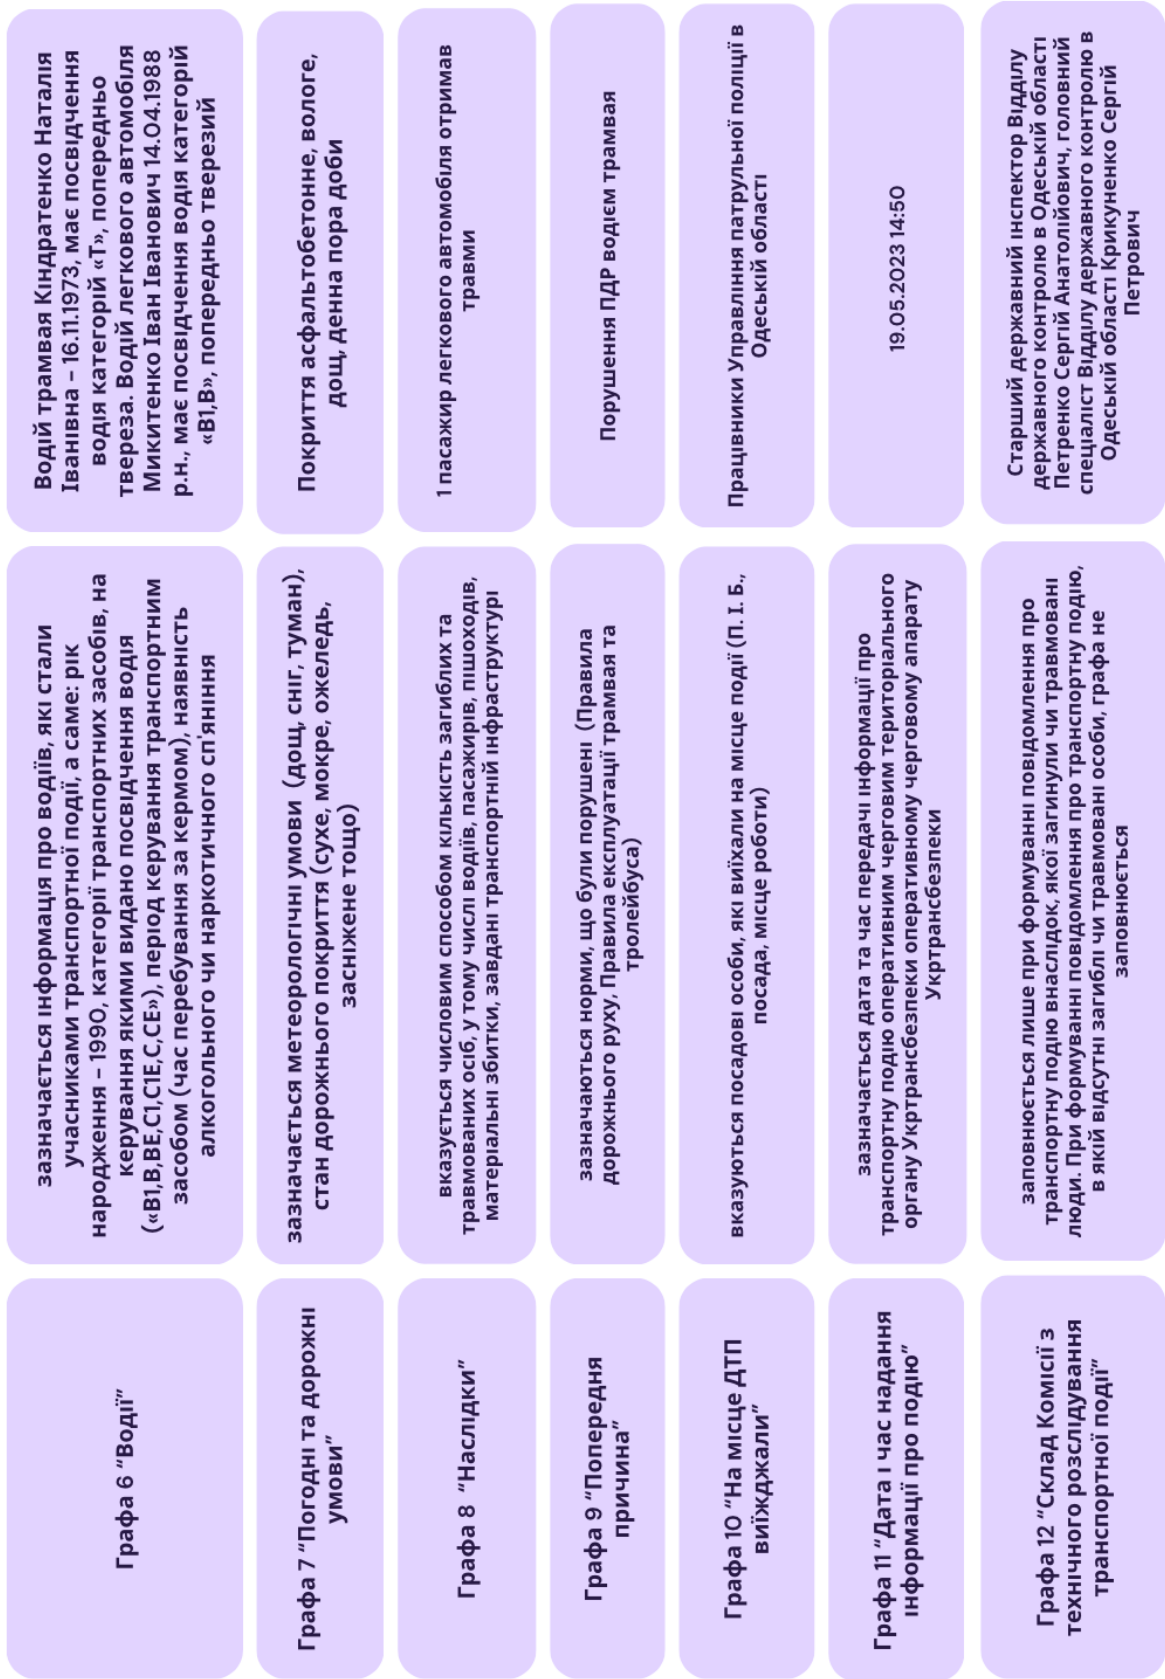 Графа 6 “Водії”
зазначається інформація про водіїв, які стали
учасниками транспортної події, а саме: рік
народження – 1990, категорії транспортних засобів, на
керування якими видано посвідчення водія
(«В1,В,ВЕ,С1,С1Е,С,СЕ»), період керування транспортним
засобом (час перебування за кермом), наявність
алкогольного чи наркотичного сп'яніння
Водій трамвая Кіндратенко Наталія
Іванівна – 16.11.1973, має посвідчення
водія категорій «Т», попередньо
твереза. Водій легкового автомобіля
Микитенко Іван Іванович 14.04.1988
р.н., має посвідчення водія категорій
«В1,В», попередньо тверезий
Графа 7 “Погодні та дорожні
умови”
зазначається метеорологічні умови (дощ, сніг, туман),
стан дорожнього покриття (сухе, мокре, ожеледь,
засніжене тощо)
Покриття асфальтобетонне, вологе,
дощ, денна пора доби
Графа 8 “Наслідки”
вказується числовим способом кількість загиблих та
травмованих осіб, у тому числі водіїв, пасажирів, пішоходів,
матеріальні збитки, завдані транспортній інфраструктурі
1 пасажир легкового автомобіля отримав
травми
Графа 9 “Попередня
причина”
зазначаються норми, що були порушені (Правила
дорожнього руху, Правила експлуатації трамвая та
тролейбуса)
Порушення ПДР водієм трамвая
Графа 10 “На місце ДТП
виїжджали”
вказуються посадові особи, які виїхали на місце події (П. І. Б.,
посада, місце роботи)
Працівники Управління патрульної поліції в
Одеській області
Графа 11 “Дата і час надання
інформації про подію”
зазначається дата та час передачі інформації про
транспортну подію оперативним черговим територіального
органу Укртрансбезпеки оперативному черговому апарату
Укртрансбезпеки
19.05.2023 14:50
Графа 12 “Склад Комісії з
технічного розслідування
транспортної події”
заповнюється лише при формуванні повідомлення про
транспортну подію внаслідок, якої загинули чи травмовані
люди. При формуванні повідомлення про транспортну подію,
в якій відсутні загиблі чи травмовані особи, графа не
заповнюється
Старший державний інспектор Відділу
державного контролю в Одеській області
Петренко Сергій Анатолійович, головний
спеціаліст Відділу державного контролю в
Одеській області Крикуненко Сергій
Петрович